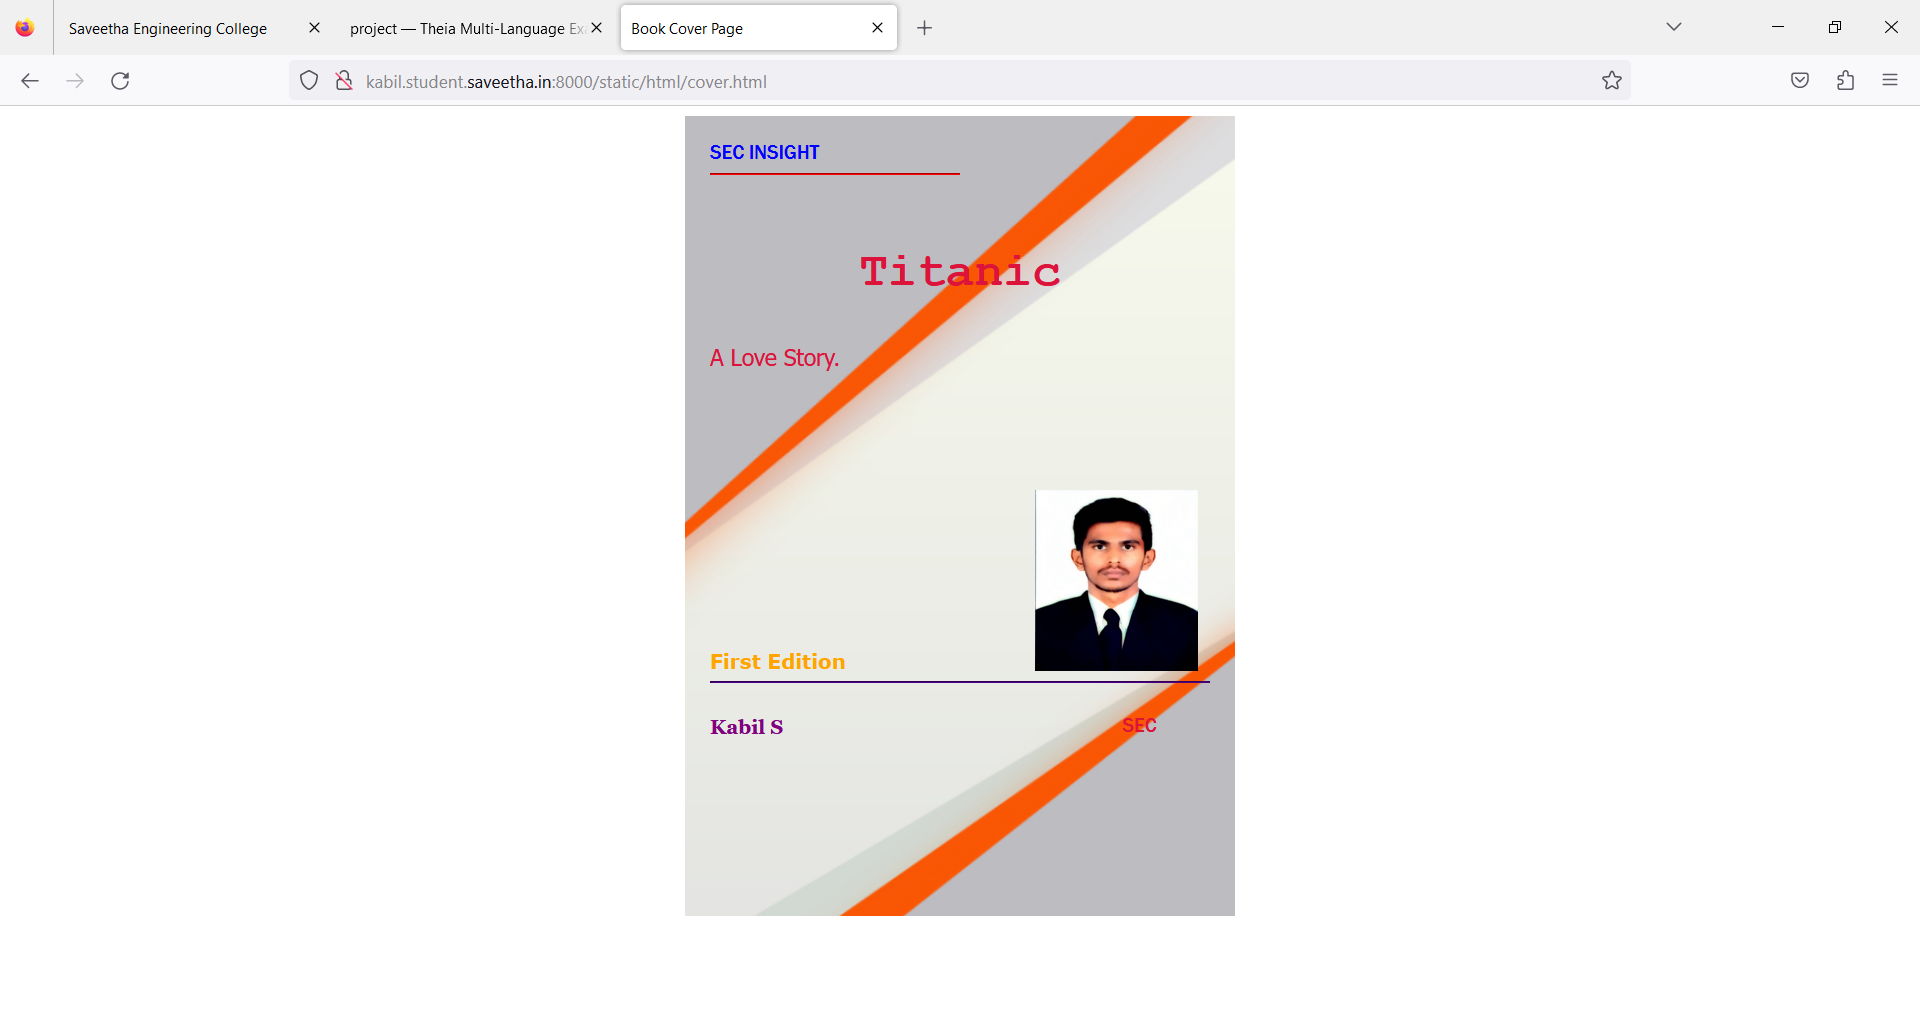 Saveetha Engineering College
project — Theia Multi-Language
Book Cover Page
kabil.student.saveetha.in:8000/static/html/cover.html
SEC INSIGHT
Titanic
A Love Story.
First Edition
Kabil S
SEC